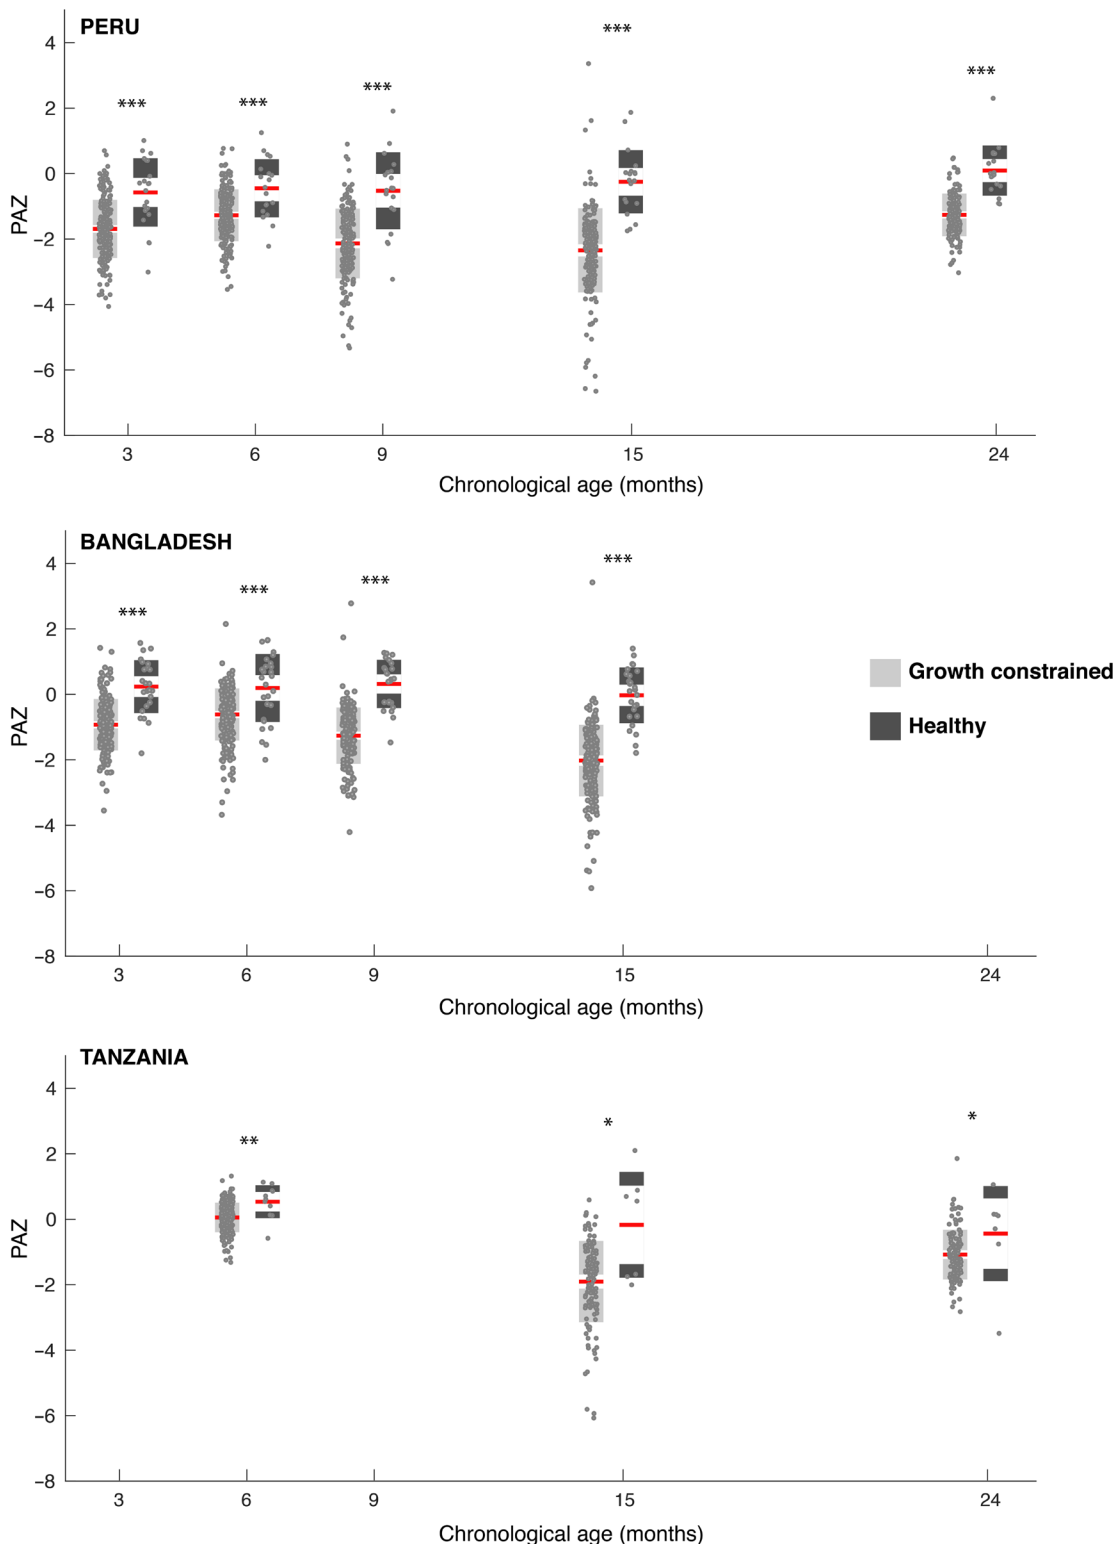 PERU
***
***
***
***
***
4
2
0
−2
−4
−6
−8
PAZ
3 6 9 15 24
Chronological age (months)
BANGLADESH
***
***
***
***
4
2
0
−2
−4
−6
−8
PAZ
Growth constrained
Healthy
3 6 9 15 24
Chronological age (months)
TANZANIA
**
*
*
4
2
0
−2
−4
−6
−8
PAZ
3 6 9 15 24
Chronological age (months)